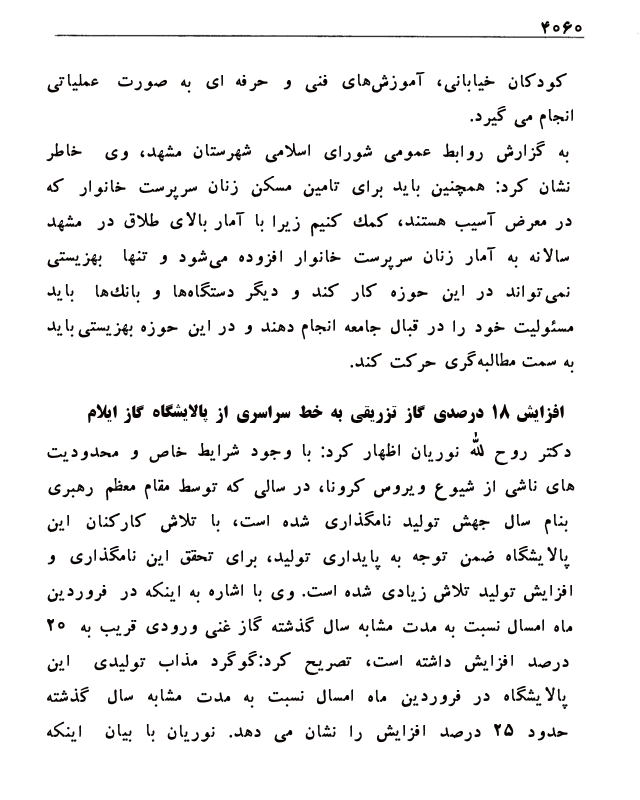 ۴۰۶۰
کودکان خیابانی، آموزش‌های فنی و حرفه ای به صورت عملیاتی
انجام می گیرد.
به گزارش روابط عمومی شورای اسلامی شهرستان مشهد، وی خاطر
نشان کرد: همچنین باید برای تامین مسکن زنان سرپرست خانوار که
در معرض آسیب هستند، کمك کنیم زیرا با آمار بالای طلاق در مشهد
سالانه به آمار زنان سرپرست خانوار افزوده می‌شود و تنها بهزیستی
نمی‌تواند در این حوزه کار کند و دیگر دستگاه‌ها و بانك‌ها باید
مسئولیت خود را در قبال جامعه انجام دهند و در این حوزه بهزیستی باید
به سمت مطالبه‌گری حرکت کند.
افزایش ۱۸ درصدی گاز تزریقی به خط سراسری از پالایشگاه گاز ایلام
دکتر روح لله نوریان اظهار کرد: با وجود شرایط خاص و محدودیت
های ناشی از شیوع ویروس کرونا، در سالی که توسط مقام معظم رهبری
بنام سال جهش تولید نامگذاری شده است، با تلاش کارکنان این
پالایشگاه ضمن توجه به پایداری تولید، برای تحقق این نامگذاری و
افزایش تولید تلاش زیادی شده است. وی با اشاره به اینکه در فروردین
ماه امسال نسبت به مدت مشابه سال گذشته گاز غنی ورودی قریب به ۲۰
درصد افزایش داشته است، تصریح کرد:گوگرد مذاب تولیدی این
پالایشگاه در فروردین ماه امسال نسبت به مدت مشابه سال گذشته
حدود ۲۵ درصد افزایش را نشان می دهد. نوریان با بیان اینکه